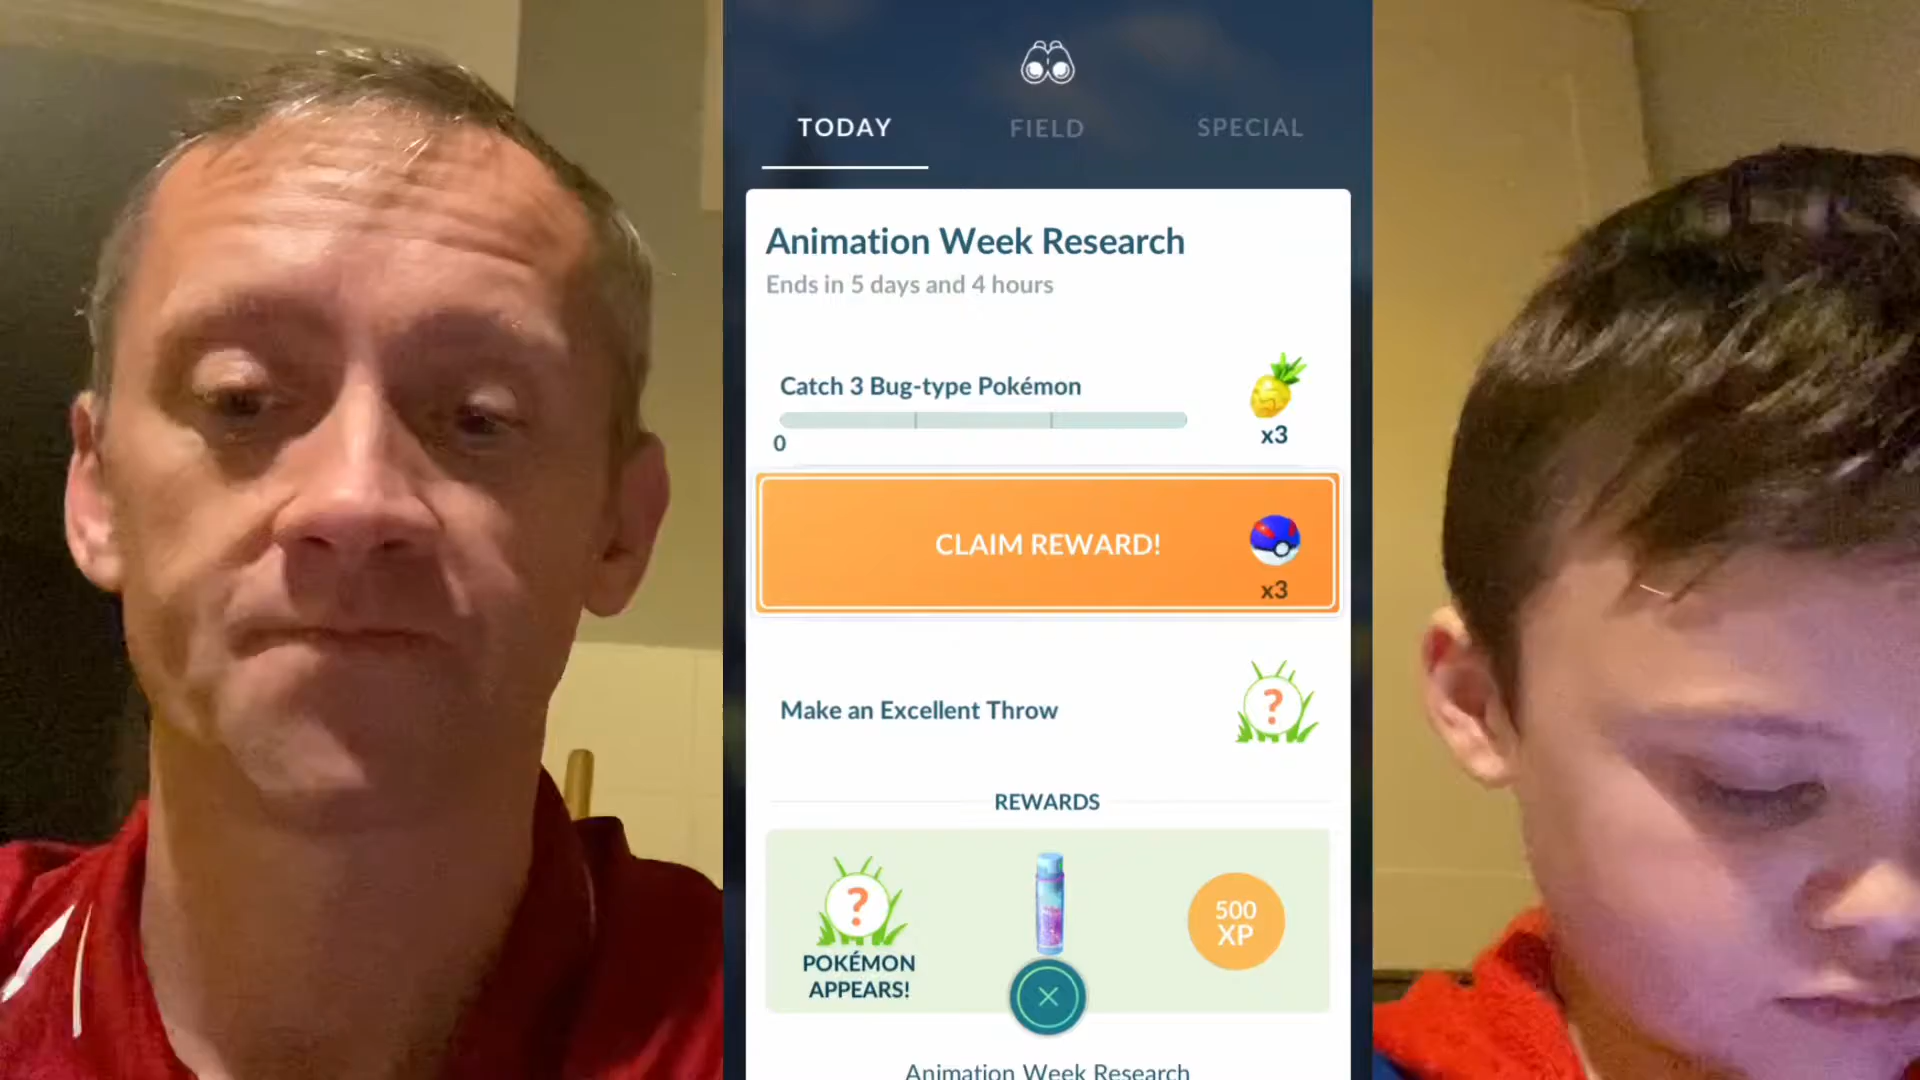 TODAY
FIELD
SPECIAL
Animation Week Research
Ends in 5 days and 4 hours
Catch 3 Bug-type Pokémon
0
x3
CLAIM REWARD!
x3
Make an Excellent Throw
?
REWARDS
?
500
XP
POKÉMON
APPEARS!
Animation Week Research